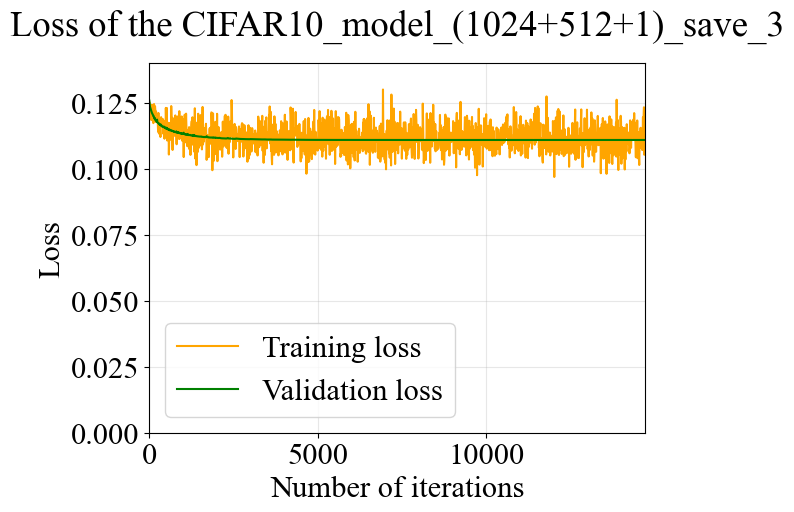 Loss of the CIFAR10_model_(1024+512+1)_save_3
0.125
0.100
0.075
0.050
0.025
0.000
Loss
Training loss
Validation loss
0 5000 10000
Number of iterations